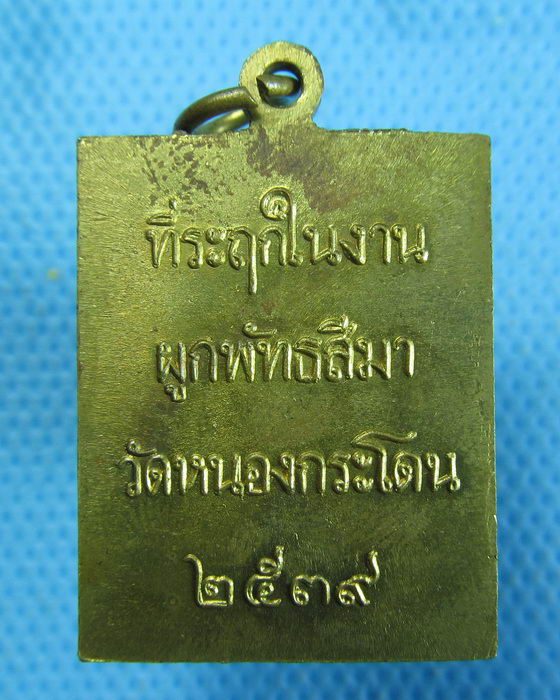 ที่ระฤกในงาน
ผูกพัทธสีมา
วัดหนองกระโดน
๒๕๓๙